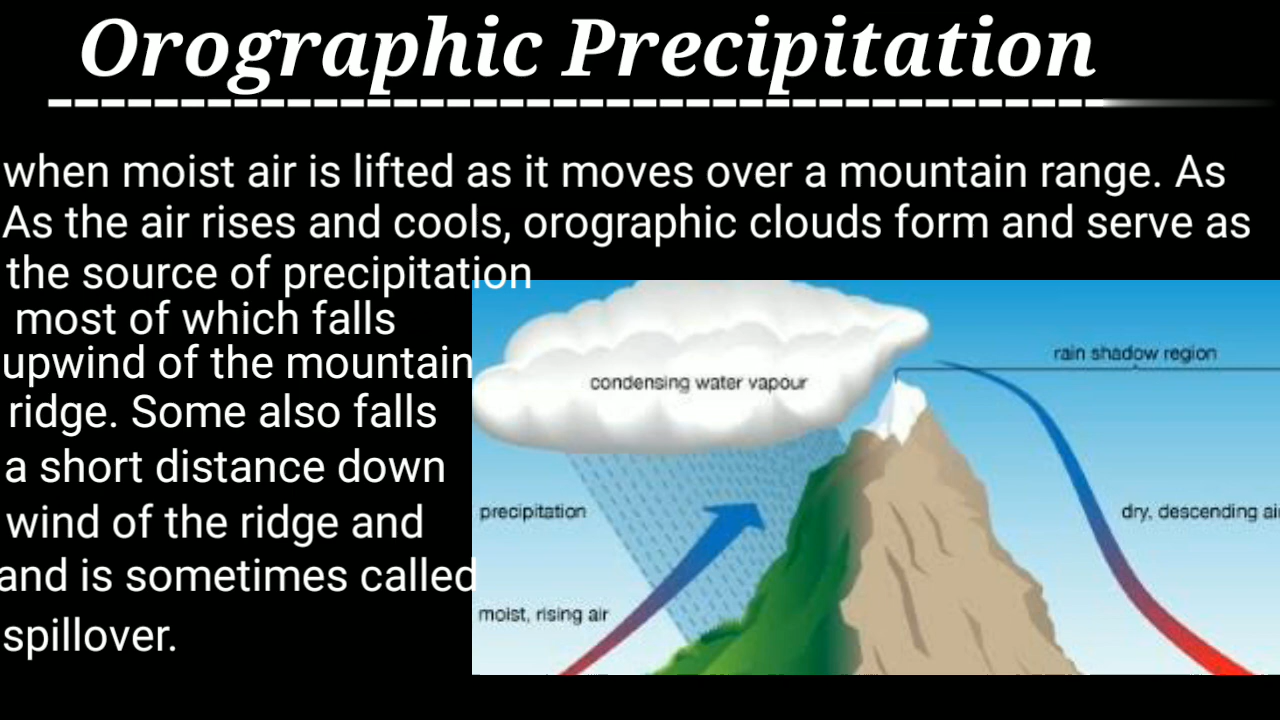 Orographic Precipitation
when moist air is lifted as it moves over a mountain range. As
As the air rises and cools, orographic clouds form and serve as
the source of precipitation
most of which falls
upwind of the mountain
ridge. Some also falls
a short distance down
wind of the ridge and
and is sometimes called
spillover.
condensing water vapour
rain shadow region
precipitation
dry, descending ai
moist, rising air